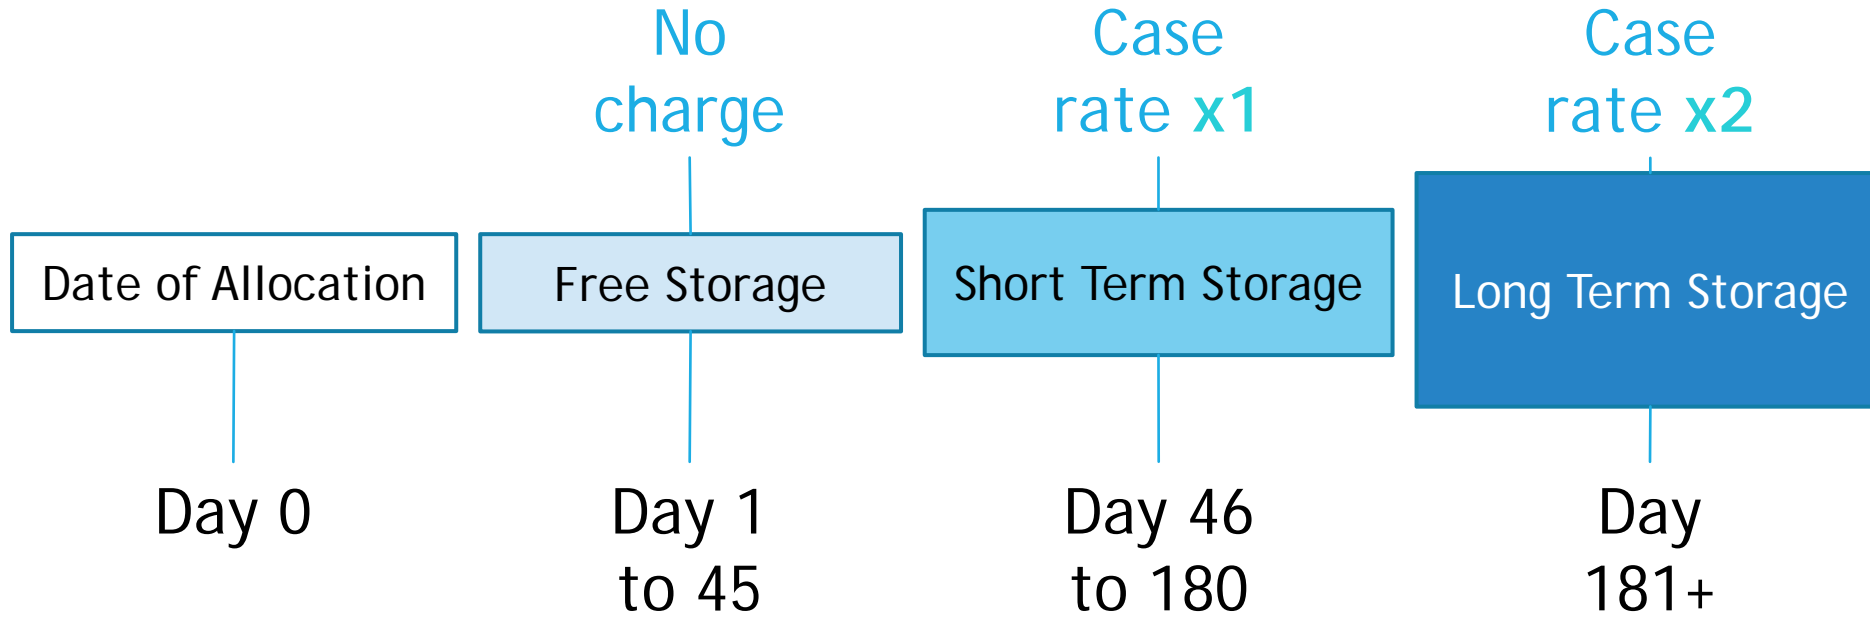 No
charge
Case
rate x1
Case
rate x2
Date of Allocation
Free Storage
Short Term Storage
Long Term Storage
Day 0
Day 1
to 45
Day 46
to 180
Day
181+